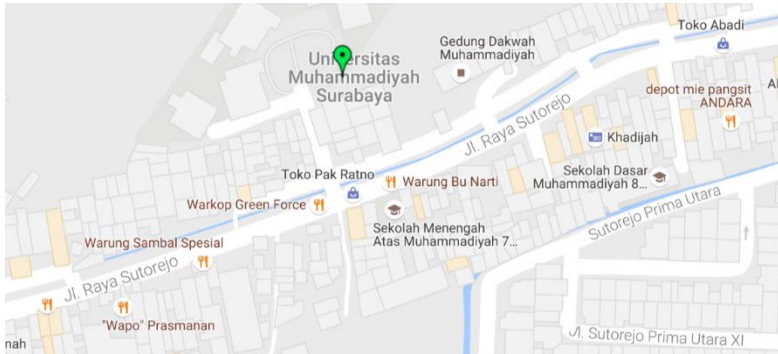 Toko Abadi
Gedung Dakwah
Muhammadiyah
Universitas
Muhammadiyah
Surabaya
depot mie pangsit
ANDARA
Jl. Raya Sutorejo
Khadijah
Toko Pak Ratno
Warung Bu Narti
Sekolah Dasar
Muhammadiyah 8...
Warkop Green Force
Sekolah Menengah
Atas Muhammadiyah 7...
Sutorejo Prima Utara
Warung Sambal Spesial
Jl. Raya Sutorejo
"Wapo" Prasmanan
nah
Jl. Sutorejo Prima Utara XI